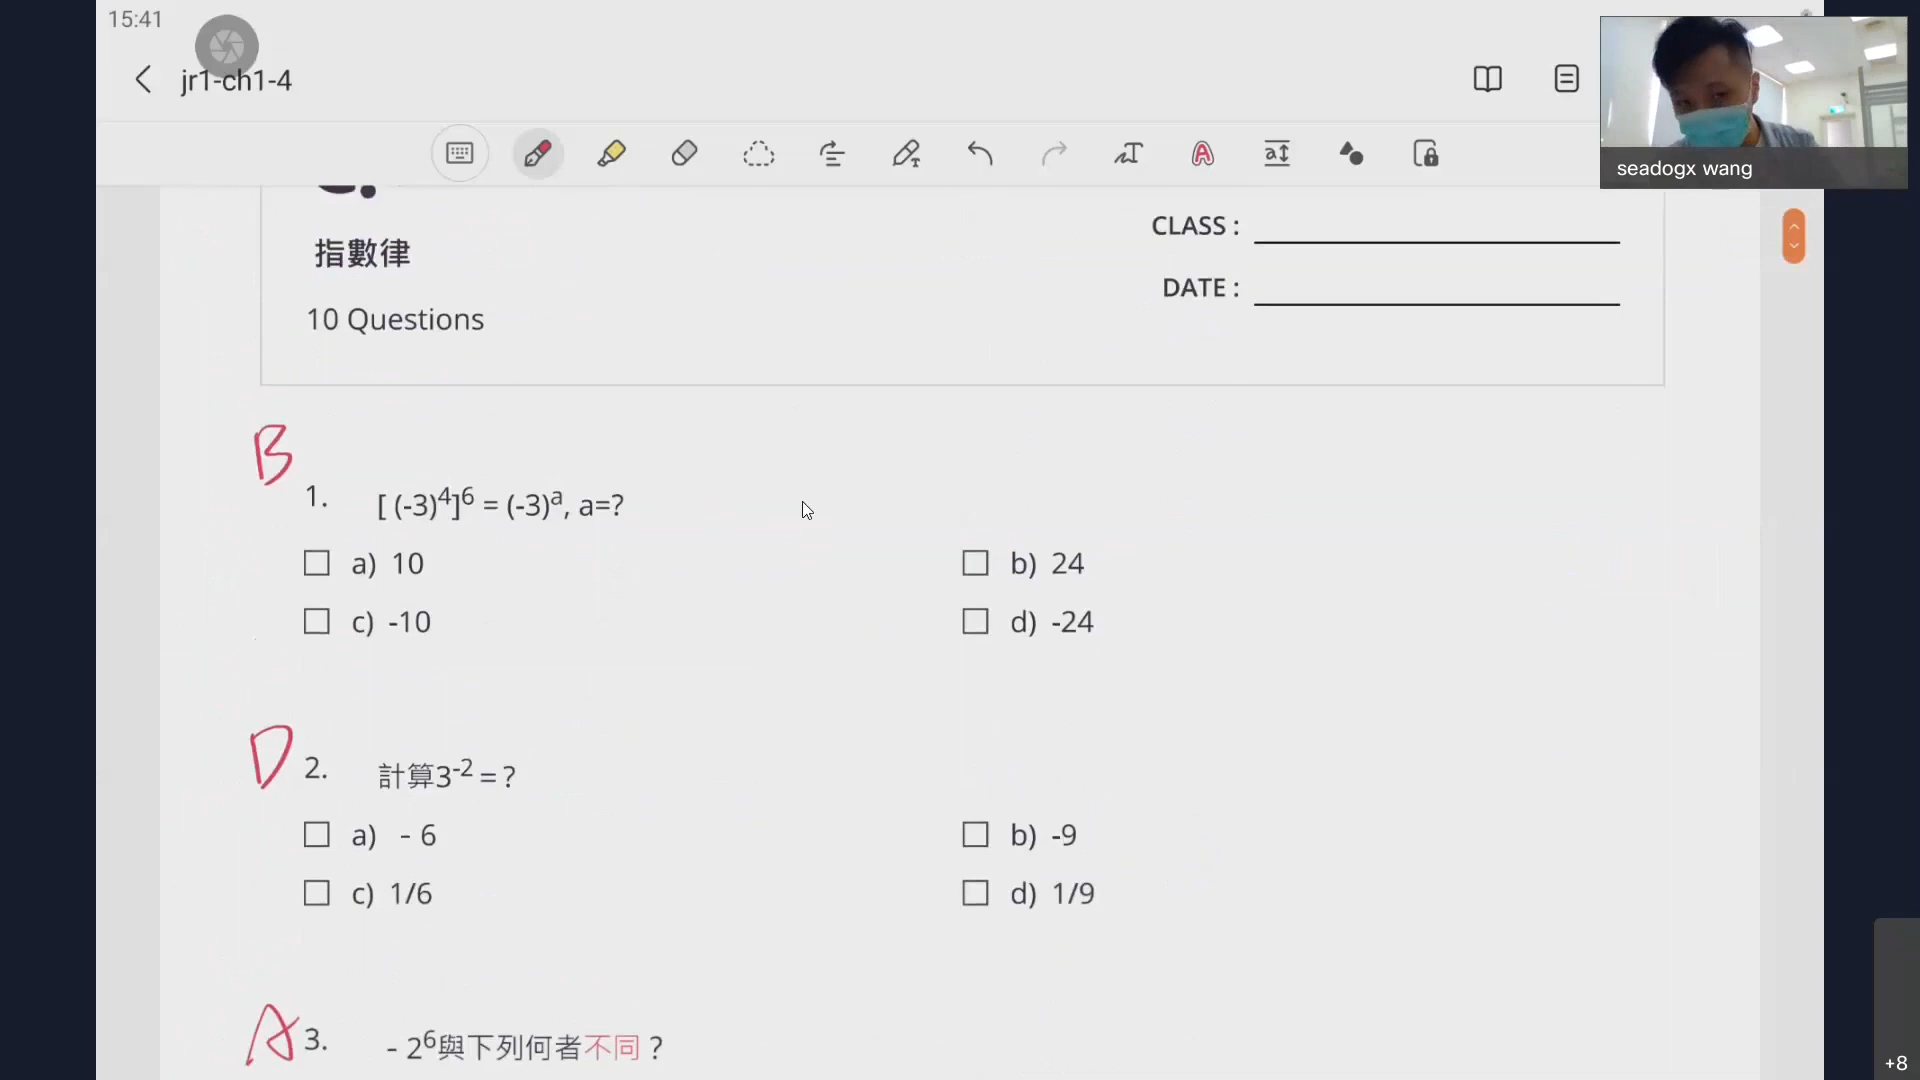 15:41
jr1-ch1-4
seadogx wang
CLASS :
指數律
DATE :
10 Questions
B
1. [ (-3)⁴]⁶ = (-3)ᵃ, a=?
a) 10
b) 24
c) -10
d) -24
D
2. 計算3⁻² = ?
a) - 6
b) -9
c) 1/6
d) 1/9
A
3. - 2⁶與下列何者不同？
+8